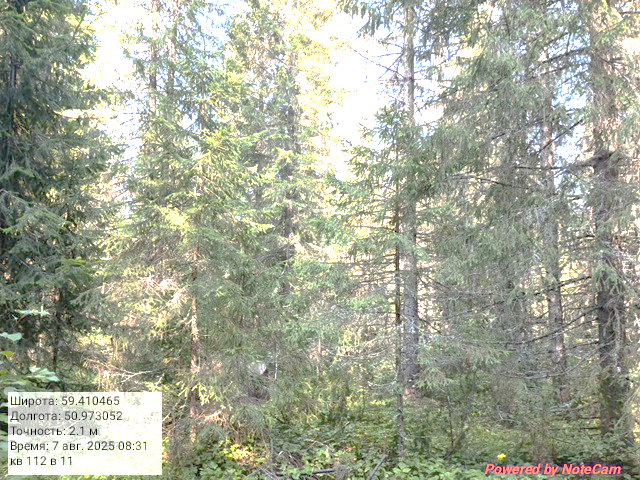 Широта: 59.410465
Долгота: 50.973052
Точность: 2.1 м
Время: 7 авг. 2025 08:31
кв 112 в 11
Powered by NoteCam